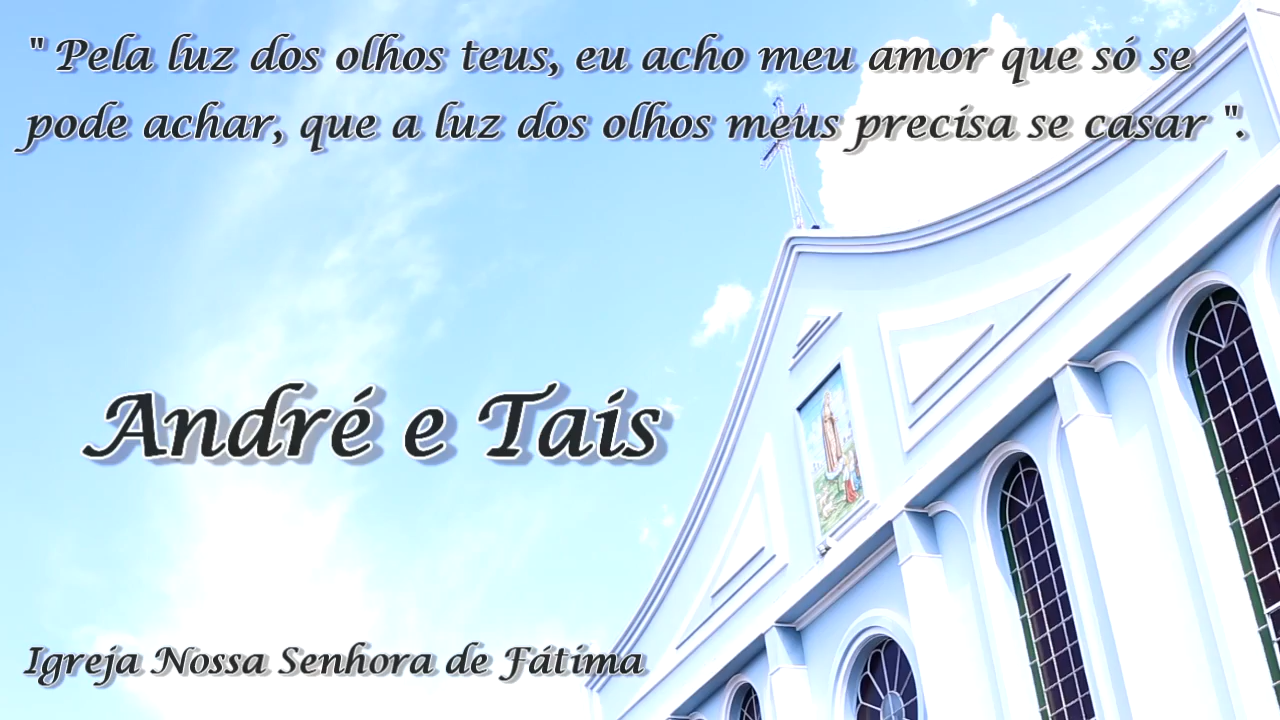 " Pela luz dos olhos teus, eu acho meu amor que só se
pode achar, que a luz dos olhos meus precisa se casar ".
André e Tais
Igreja Nossa Senhora de Fátima